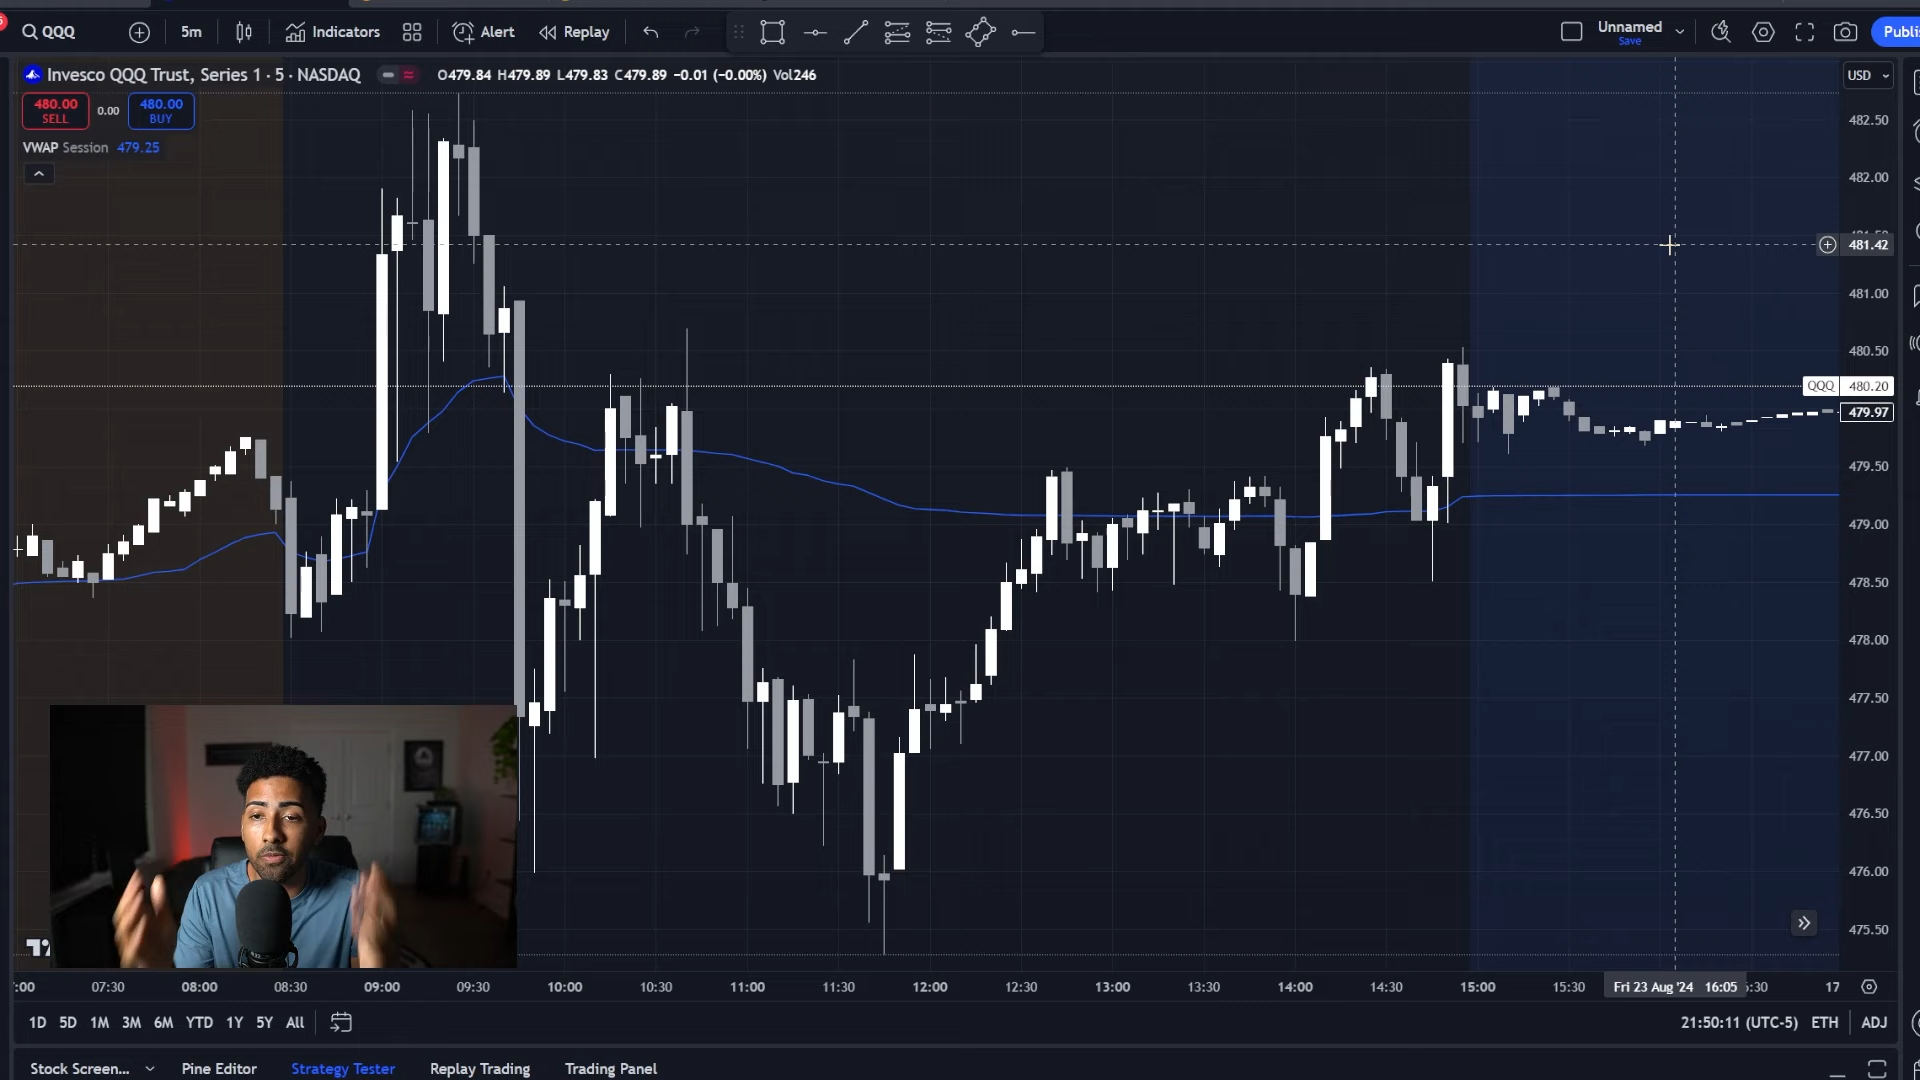 QQQ
5m
Indicators
Alert
Replay
Unnamed
Save
Invesco QQQ Trust, Series 1 · 5 · NASDAQ
O479.84 H479.89 L479.83 C479.89 −0.01 (−0.00%) Vol246
USD
480.00
SELL
0.00
480.00
BUY
VWAP Session 479.25
482.50
482.00
481.42
481.00
480.50
QQQ 480.20
479.97
479.50
479.00
478.50
478.00
477.50
477.00
476.50
476.00
475.50
:00 07:30 08:00 08:30 09:00 09:30 10:00 10:30 11:00 11:30 12:00 12:30 13:00 13:30 14:00 14:30 15:00 15:30 Fri 23 Aug '24 16:05 :30 17
1D 5D 1M 3M 6M YTD 1Y 5Y All
21:50:11 (UTC-5) ETH ADJ
Stock Screen... Pine Editor Strategy Tester Replay Trading Trading Panel